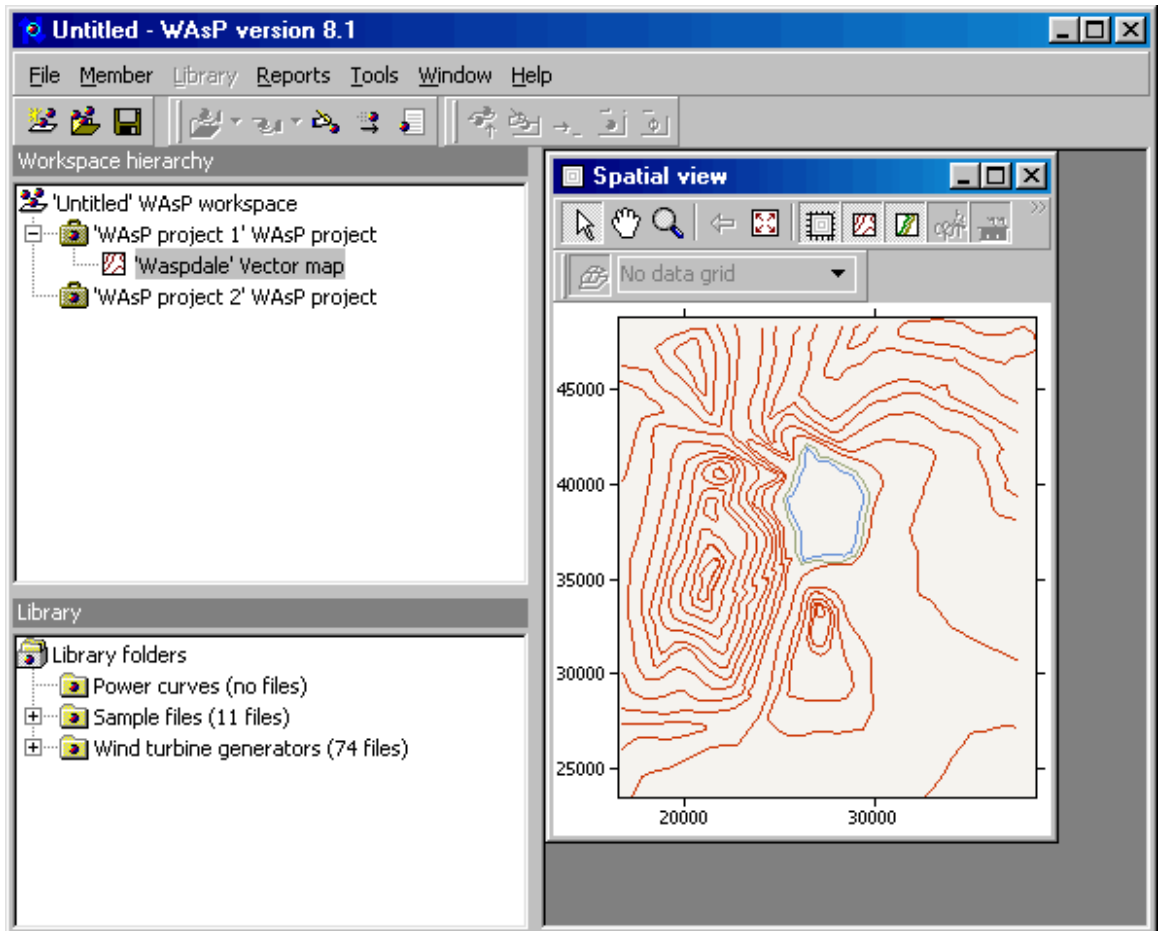 Untitled - WAsP version 8.1
File Member Library Reports Tools Window Help
Workspace hierarchy
'Untitled' WAsP workspace
'WAsP project 1' WAsP project
'Waspdale' Vector map
'WAsP project 2' WAsP project
Library
Library folders
Power curves (no files)
Sample files (11 files)
Wind turbine generators (74 files)
Spatial view
No data grid
45000
40000
35000
30000
25000
20000 30000